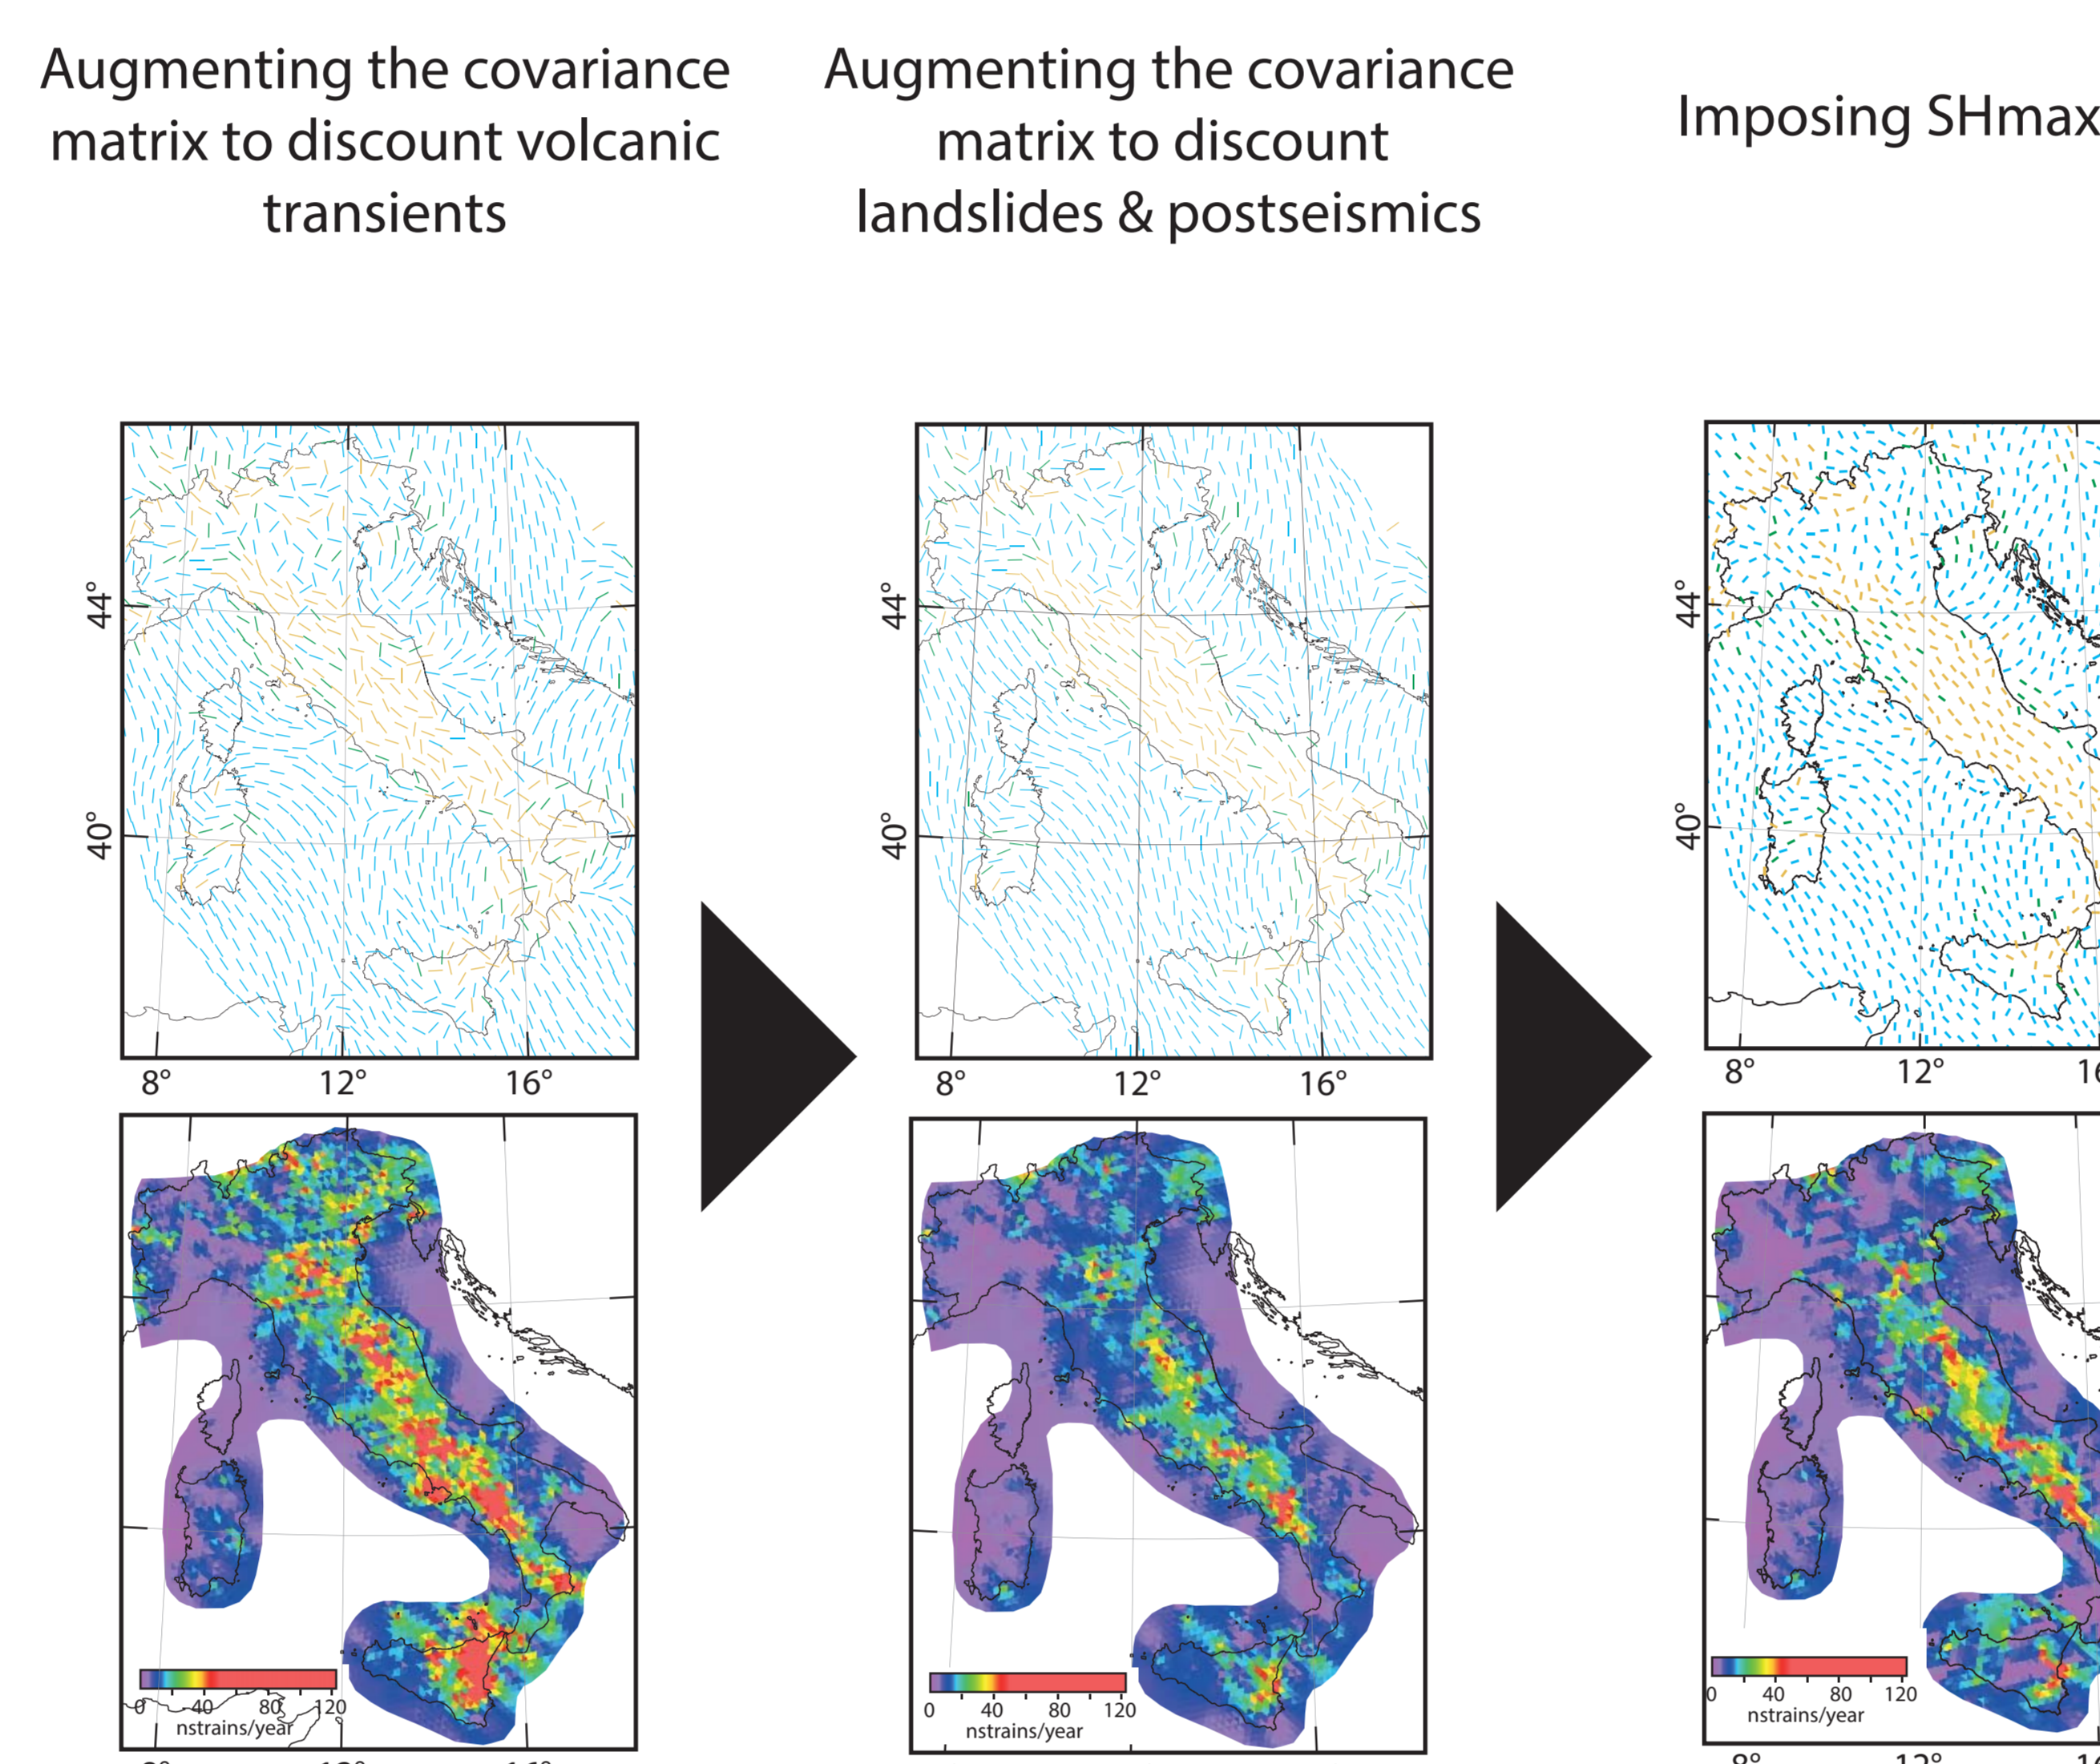 Augmenting the covariance
matrix to discount volcanic
transients
Augmenting the covariance
matrix to discount
landslides & postseismics
Imposing SHmax
44°
40°
8°
12°
16°
44°
40°
8°
12°
16°
44°
40°
8°
12°
0
40
80
120
nstrains/year
0
40
80
120
nstrains/year
0
40
80
120
nstrains/year